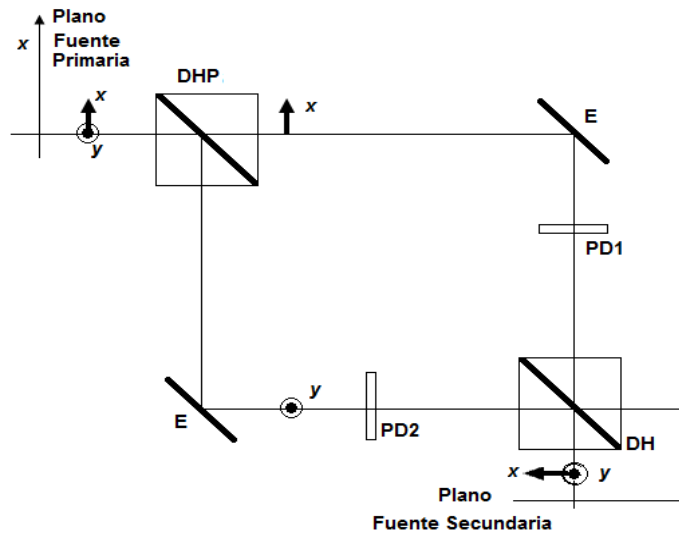 Plano
x Fuente
Primaria
DHP
x
x
E
y
PD1
y
E
PD2
DH
x
y
Plano
Fuente Secundaria